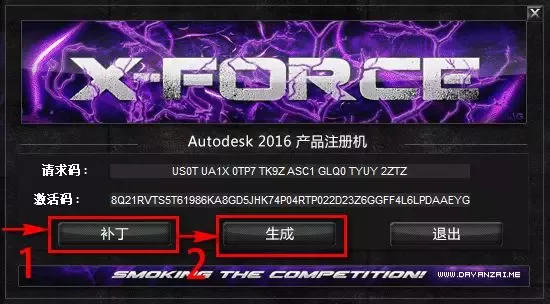 X-FORCE
Autodesk 2016 产品注册机
请求码： US0T UA1X 0TP7 TK9Z ASC1 GLQ0 TYUY 2ZTZ
激活码： 8Q21RVTS5T61986KA8GD5JHK74P04RTP022D23Z6GGFF4L6LPDAAEYG
补丁 生成 退出
1 2
SMOKING THE COMPETITION! WWW.DAYANZAI.ME